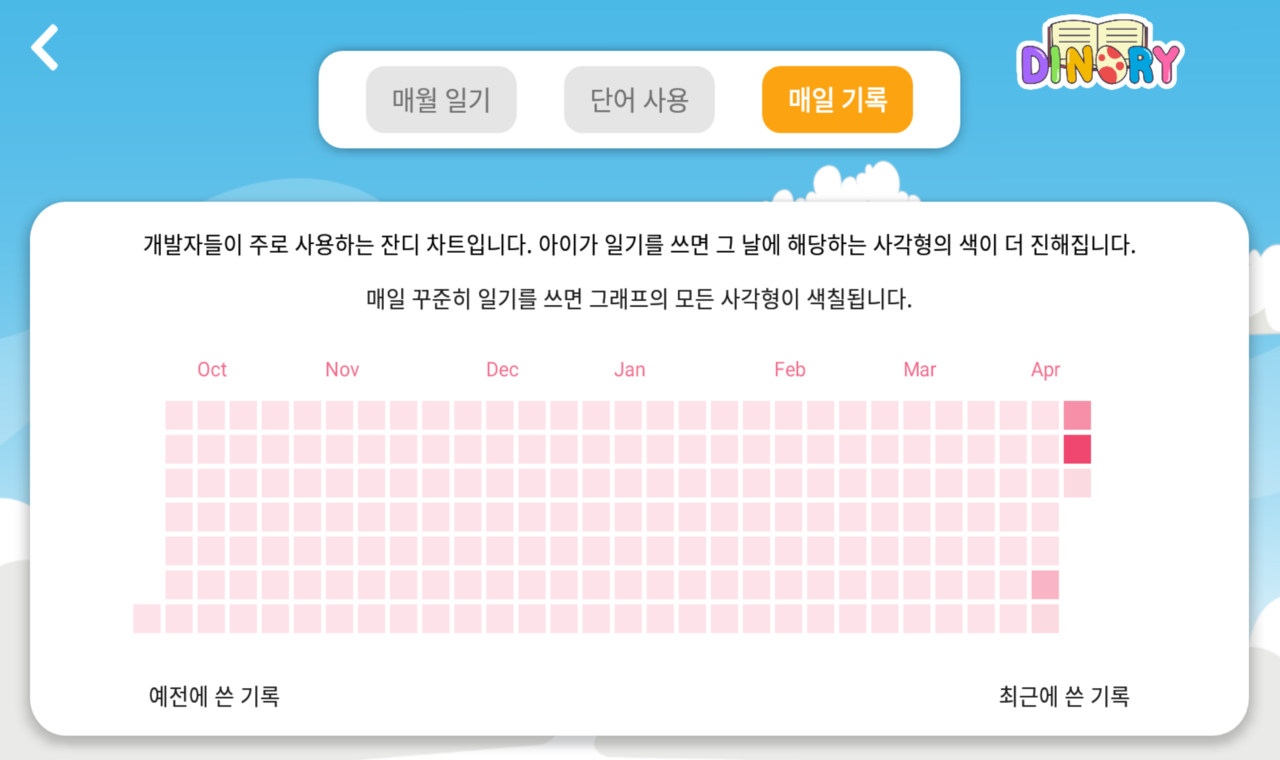 DINORY
매월 일기
단어 사용
매일 기록
개발자들이 주로 사용하는 잔디 차트입니다. 아이가 일기를 쓰면 그 날에 해당하는 사각형의 색이 더 진해집니다.
매일 꾸준히 일기를 쓰면 그래프의 모든 사각형이 색칠됩니다.
Oct Nov Dec Jan Feb Mar Apr
예전에 쓴 기록
최근에 쓴 기록